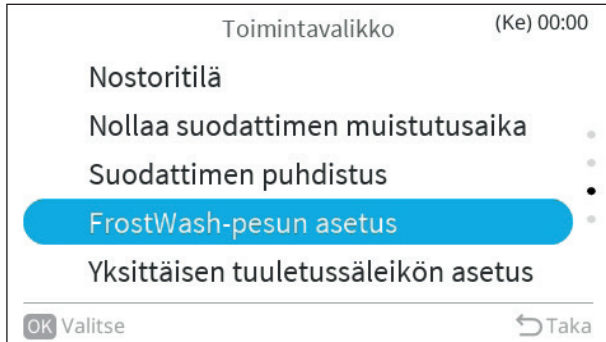 Toimintavalikko (Ke) 00:00
Nostoritilä
Nollaa suodattimen muistutusaika
Suodattimen puhdistus
FrostWash-pesun asetus
Yksittäisen tuuletussäleikön asetus
OK Valitse Taka